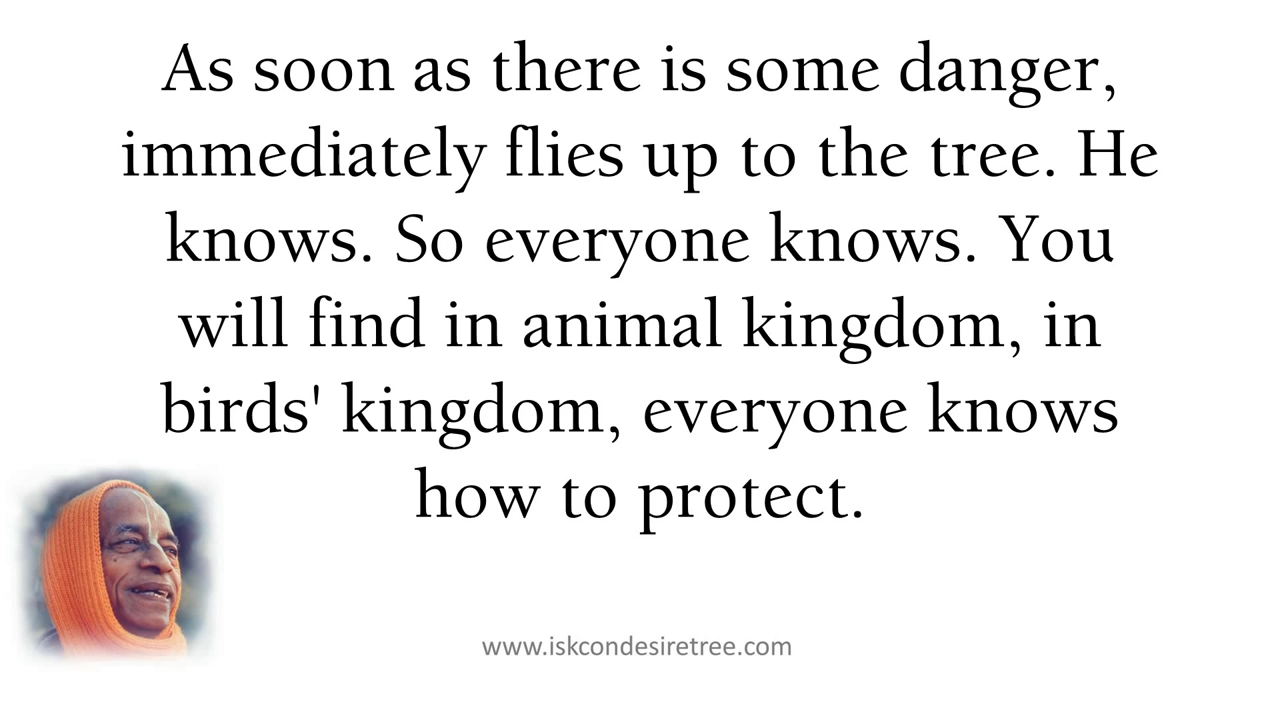 As soon as there is some danger,
immediately flies up to the tree. He
knows. So everyone knows. You
will find in animal kingdom, in
birds' kingdom, everyone knows
how to protect.
www.iskcondesiretree.com